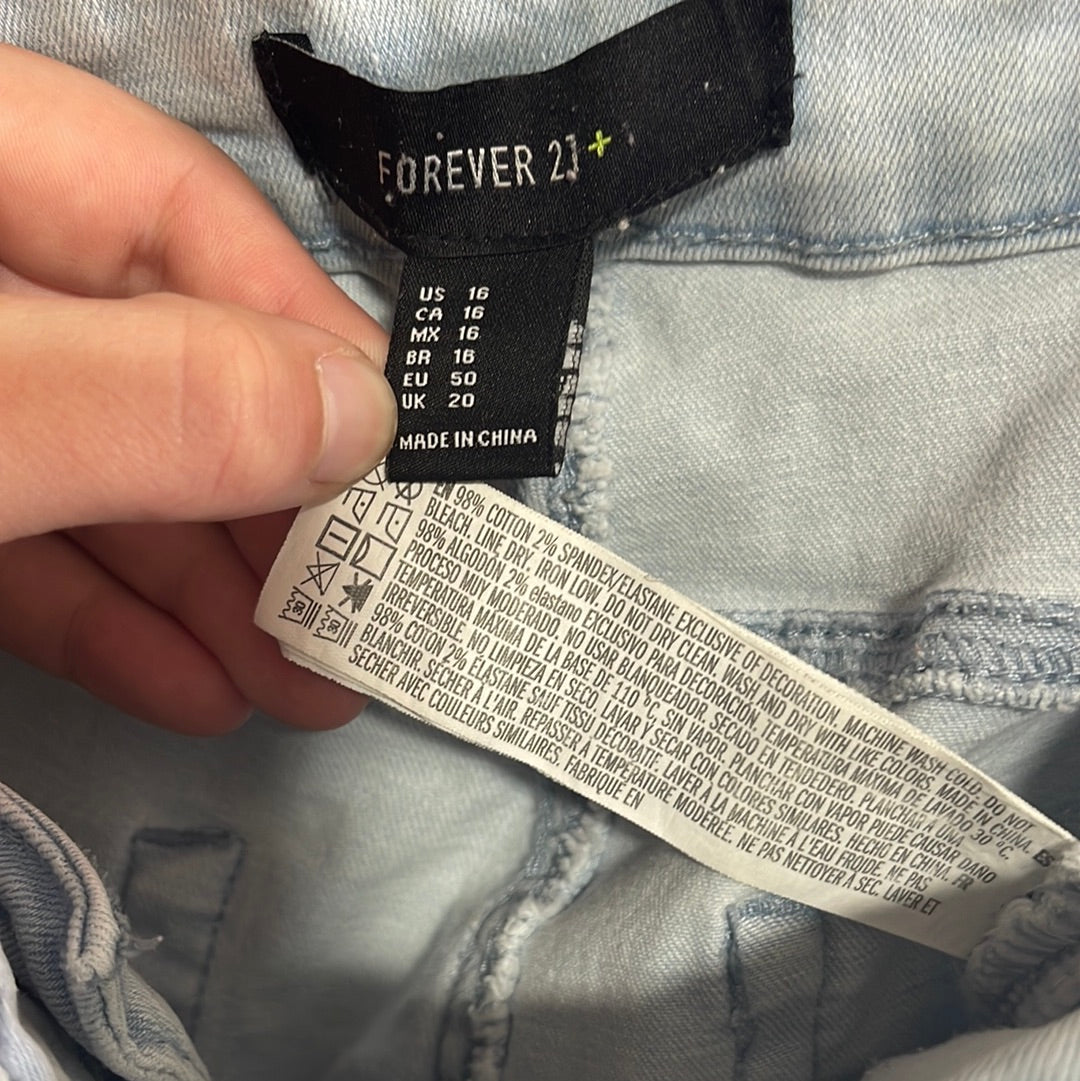 FOREVER 21+
US 16
CA 16
MX 16
BR 16
EU 50
UK 20
MADE IN CHINA
EN 98% COTTON 2% SPANDEX/ELASTANE EXCLUSIVE OF DECORATION. MACHINE WASH COLD. DO NOT
BLEACH. LINE DRY. IRON LOW. DO NOT DRY CLEAN. WASH AND DRY WITH LIKE COLORS. MADE IN CHINA. ES
98% ALGODON 2% elastano EXCLUSIVO PARA DECORACIÓN. TEMPERATURA MÁXIMA DE LAVADO 30 °C.
PROCESO MUY MODERADO. NO USAR BLANQUEADOR. SECADO EN TENDEDERO. PLANCHAR A UNA
TEMPERATURA MÁXIMA DE LA BASE DE 110 °C, SIN VAPOR. PLANCHAR CON VAPOR PUEDE CAUSAR DAÑO
IRREVERSIBLE. NO LIMPIEZA EN SECO. LAVAR Y SECAR CON COLORES SIMILARES. HECHO EN CHINA. FR
98% COTON 2% ÉLASTANE SAUF TISSU DECORATIF. LAVER À LA MACHINE À L'EAU FROIDE. NE PAS
BLANCHIR. SÉCHER À L'AIR. REPASSER À TEMPÉRATURE MODÉRÉE. NE PAS NETTOYER A SEC. LAVER ET
SÉCHER AVEC COULEURS SIMILAIRES. FABRIQUÉ EN
30
30